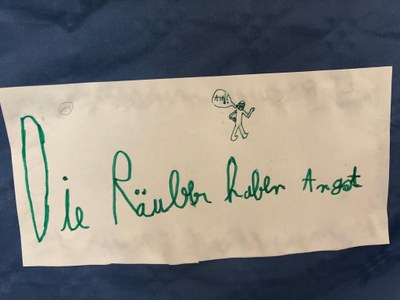 Die Räuber haben Angst